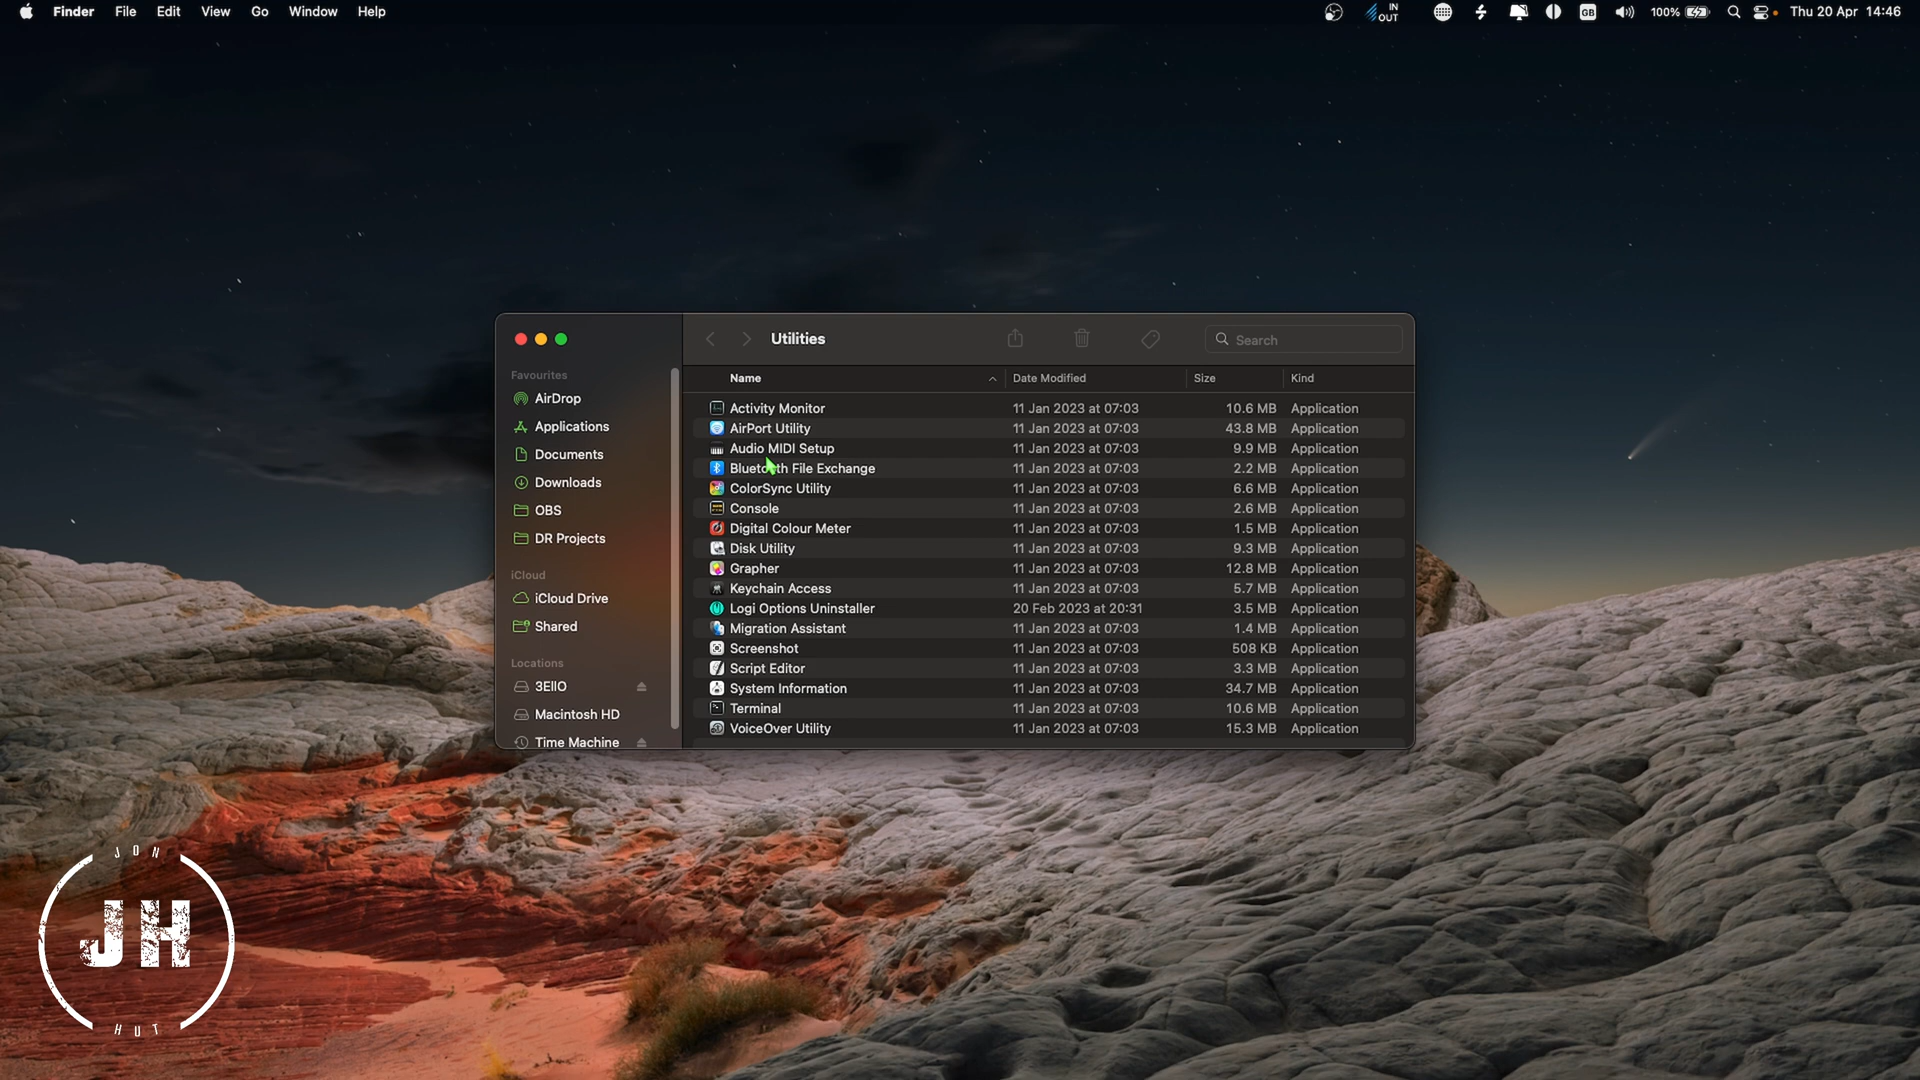 Finder File Edit View Go Window Help
IN
OUT
GB
100%
Thu 20 Apr 14:46
Utilities
Search
Favourites
AirDrop
Applications
Documents
Downloads
OBS
DR Projects
iCloud
iCloud Drive
Shared
Locations
3EllO
Macintosh HD
Time Machine
Name Date Modified Size Kind
Activity Monitor 11 Jan 2023 at 07:03 10.6 MB Application
AirPort Utility 11 Jan 2023 at 07:03 43.8 MB Application
Audio MIDI Setup 11 Jan 2023 at 07:03 9.9 MB Application
Bluetooth File Exchange 11 Jan 2023 at 07:03 2.2 MB Application
ColorSync Utility 11 Jan 2023 at 07:03 6.6 MB Application
Console 11 Jan 2023 at 07:03 2.6 MB Application
Digital Colour Meter 11 Jan 2023 at 07:03 1.5 MB Application
Disk Utility 11 Jan 2023 at 07:03 9.3 MB Application
Grapher 11 Jan 2023 at 07:03 12.8 MB Application
Keychain Access 11 Jan 2023 at 07:03 5.7 MB Application
Logi Options Uninstaller 20 Feb 2023 at 20:31 3.5 MB Application
Migration Assistant 11 Jan 2023 at 07:03 1.4 MB Application
Screenshot 11 Jan 2023 at 07:03 508 KB Application
Script Editor 11 Jan 2023 at 07:03 3.3 MB Application
System Information 11 Jan 2023 at 07:03 34.7 MB Application
Terminal 11 Jan 2023 at 07:03 10.6 MB Application
VoiceOver Utility 11 Jan 2023 at 07:03 15.3 MB Application
JON
JH
HUT